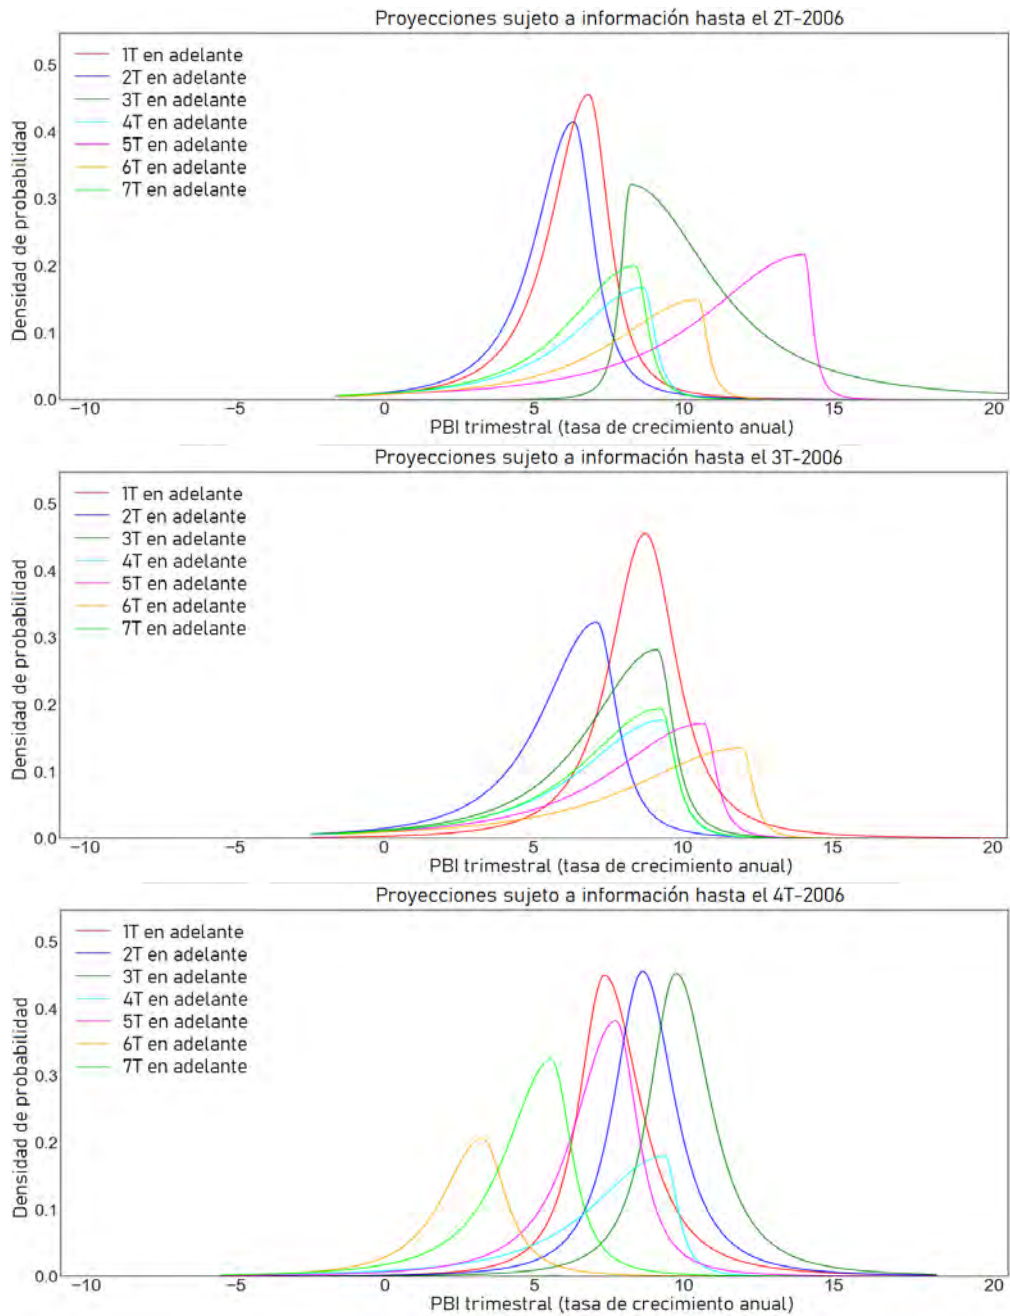 Proyecciones sujeto a información hasta el 2T-2006
0.5
0.4
0.3
0.2
0.1
0.0
Densidad de probabilidad
1T en adelante
2T en adelante
3T en adelante
4T en adelante
5T en adelante
6T en adelante
7T en adelante
−10
−5
0
5
10
15
20
PBI trimestral (tasa de crecimiento anual)
Proyecciones sujeto a información hasta el 3T-2006
0.5
0.4
0.3
0.2
0.1
0.0
Densidad de probabilidad
1T en adelante
2T en adelante
3T en adelante
4T en adelante
5T en adelante
6T en adelante
7T en adelante
−10
−5
0
5
10
15
20
PBI trimestral (tasa de crecimiento anual)
Proyecciones sujeto a información hasta el 4T-2006
0.5
0.4
0.3
0.2
0.1
0.0
Densidad de probabilidad
1T en adelante
2T en adelante
3T en adelante
4T en adelante
5T en adelante
6T en adelante
7T en adelante
−10
−5
0
5
10
15
20
PBI trimestral (tasa de crecimiento anual)